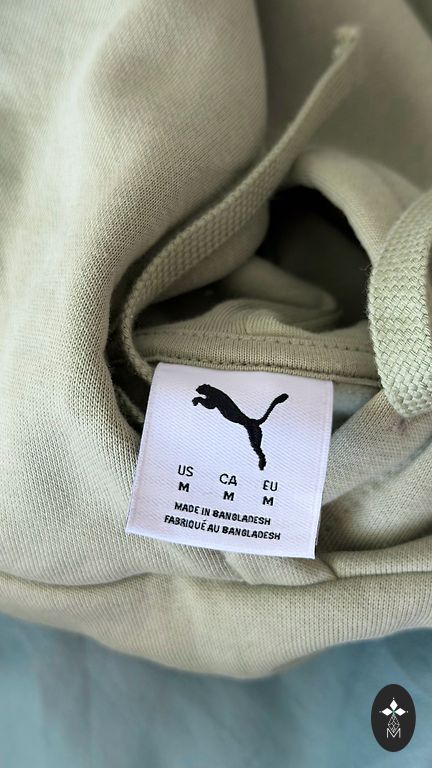 US CA EU
M M M
MADE IN BANGLADESH
FABRIQUÉ AU BANGLADESH
M